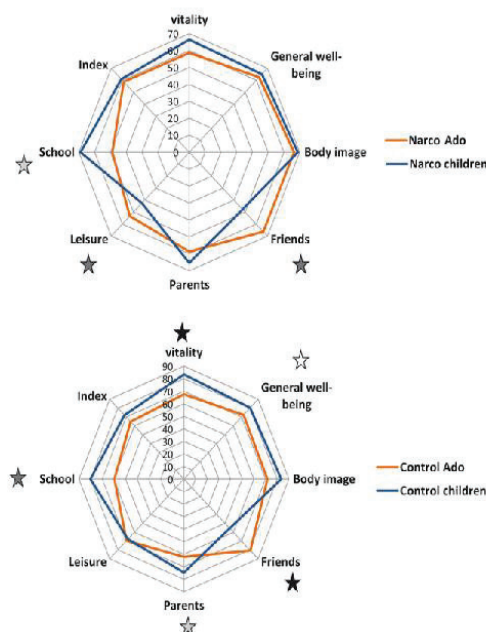 vitality
70
60
50
40
30
20
10
0
General well-
being
Body image
Friends
Parents
Leisure
School
Index
Narco Ado
Narco children
vitality
90
80
70
60
50
40
30
20
10
0
General well-
being
Body image
Friends
Parents
Leisure
School
Index
Control Ado
Control children